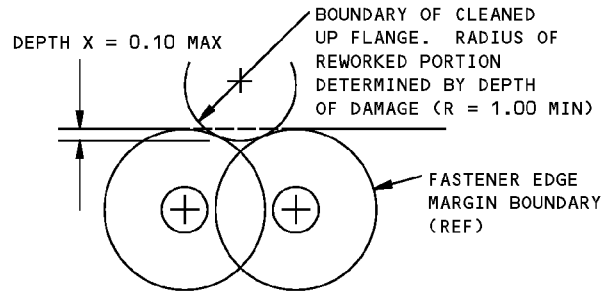 BOUNDARY OF CLEANED
UP FLANGE. RADIUS OF
REWORKED PORTION
DETERMINED BY DEPTH
OF DAMAGE (R = 1.00 MIN)
DEPTH X = 0.10 MAX
FASTENER EDGE
MARGIN BOUNDARY
(REF)